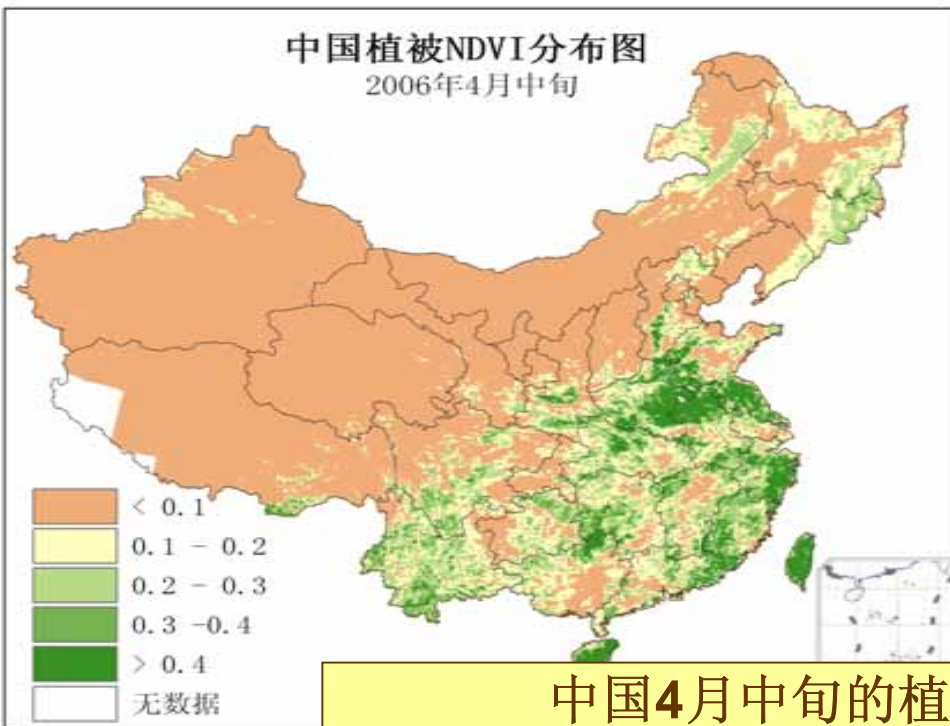 中国植被NDVI分布图
2006年4月中旬
< 0.1
0.1 - 0.2
0.2 - 0.3
0.3 -0.4
> 0.4
无数据
中国4月中旬的植